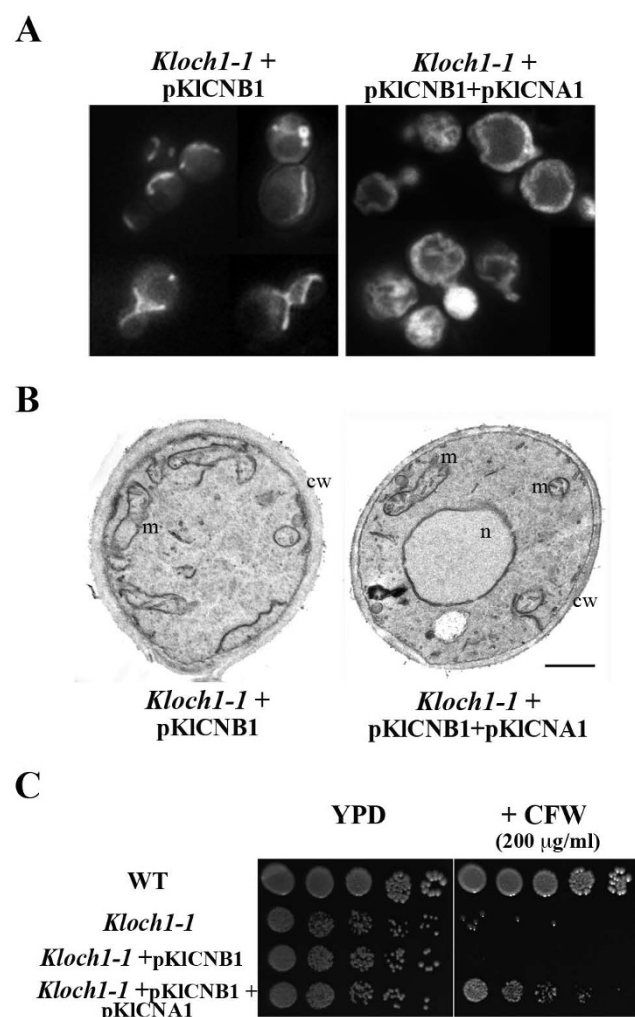 A
Kloch1-1 +
pKlCNB1
Kloch1-1 +
pKlCNB1+pKlCNA1
B
cw
m
m
m
n
cw
Kloch1-1 +
pKlCNB1
Kloch1-1 +
pKlCNB1+pKlCNA1
C
YPD
+ CFW
(200 µg/ml)
WT
Kloch1-1
Kloch1-1 +pKlCNB1
Kloch1-1 +pKlCNB1 +
pKlCNA1